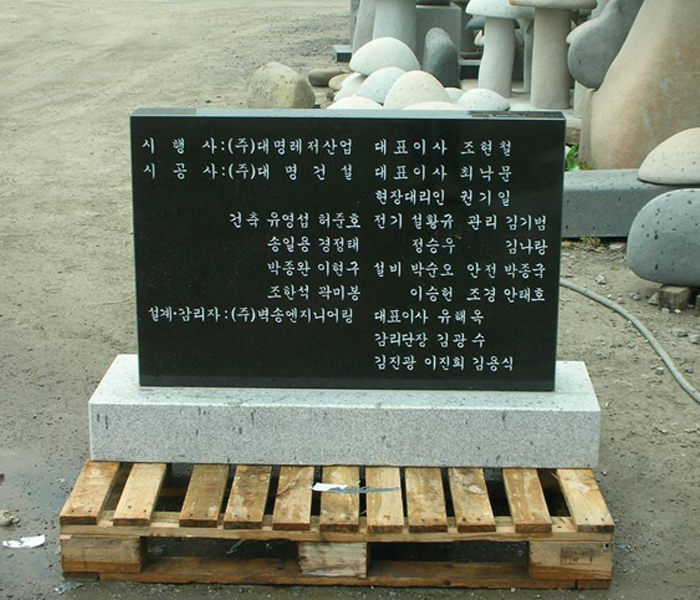 시 행 사:(주)대명레저산업 대표이사 조현철
시 공 사:(주)대 명 건 설 대표이사 최낙문
현장대리인 권기일
건축 유영섭 허준호 전기 설황규 관리 김기범
송일용 경정태 정승우 김나랑
박종완 이현구 설비 박순오 안전 박종국
조한석 곽미봉 이승헌 조경 안태호
설계·감리자:(주)벽송엔지니어링 대표이사 유해옥
감리단장 김광수
김진광 이진희 김용식